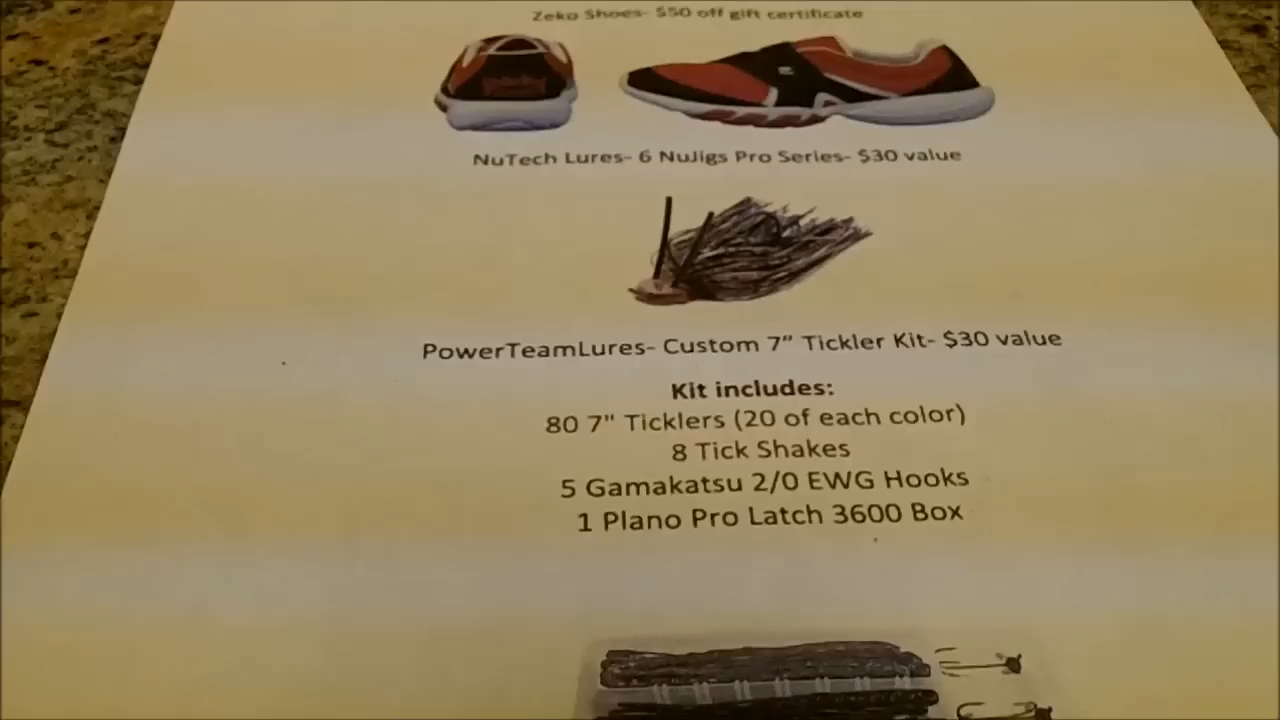 Zeko Shoes- $50 off gift certificate
NuTech Lures- 6 NuJigs Pro Series- $30 value
PowerTeamLures- Custom 7" Tickler Kit- $30 value
Kit includes:
80 7" Ticklers (20 of each color)
8 Tick Shakes
5 Gamakatsu 2/0 EWG Hooks
1 Plano Pro Latch 3600 Box